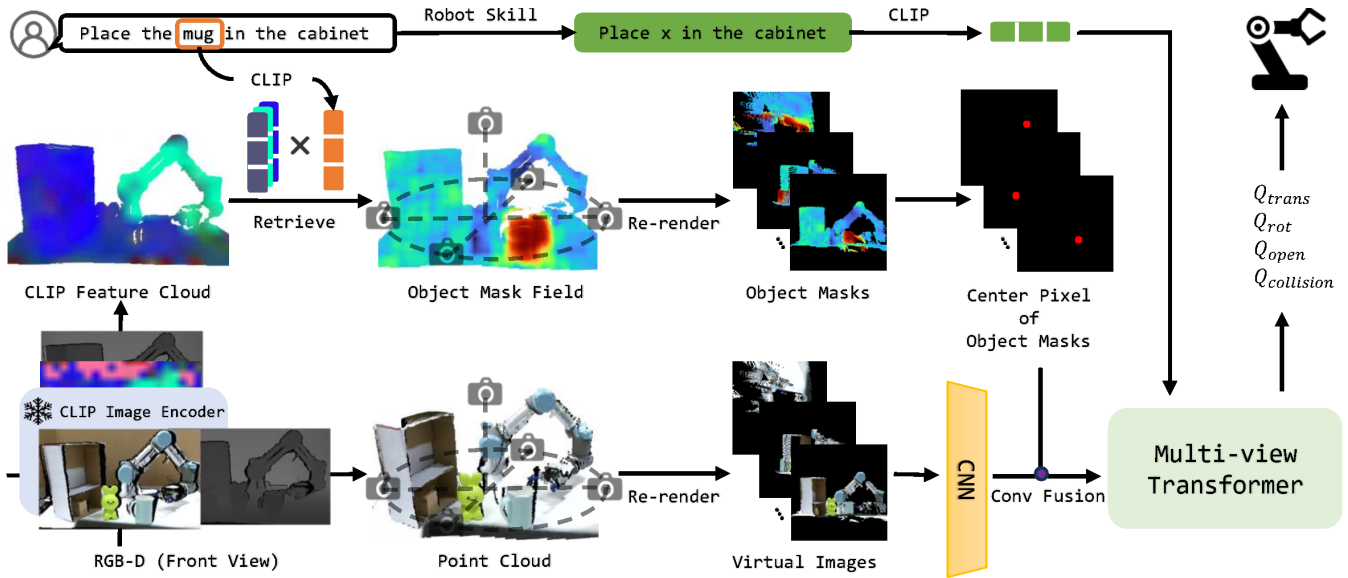 Place the mug in the cabinet
Robot Skill
Place x in the cabinet
CLIP
CLIP
×
Retrieve
Re-render
CLIP Feature Cloud
Object Mask Field
Object Masks
Center Pixel
of
Object Masks
Q_trans
Q_rot
Q_open
Q_collision
CLIP Image Encoder
RGB-D (Front View)
Point Cloud
Re-render
Virtual Images
CNN
Conv Fusion
Multi-view
Transformer